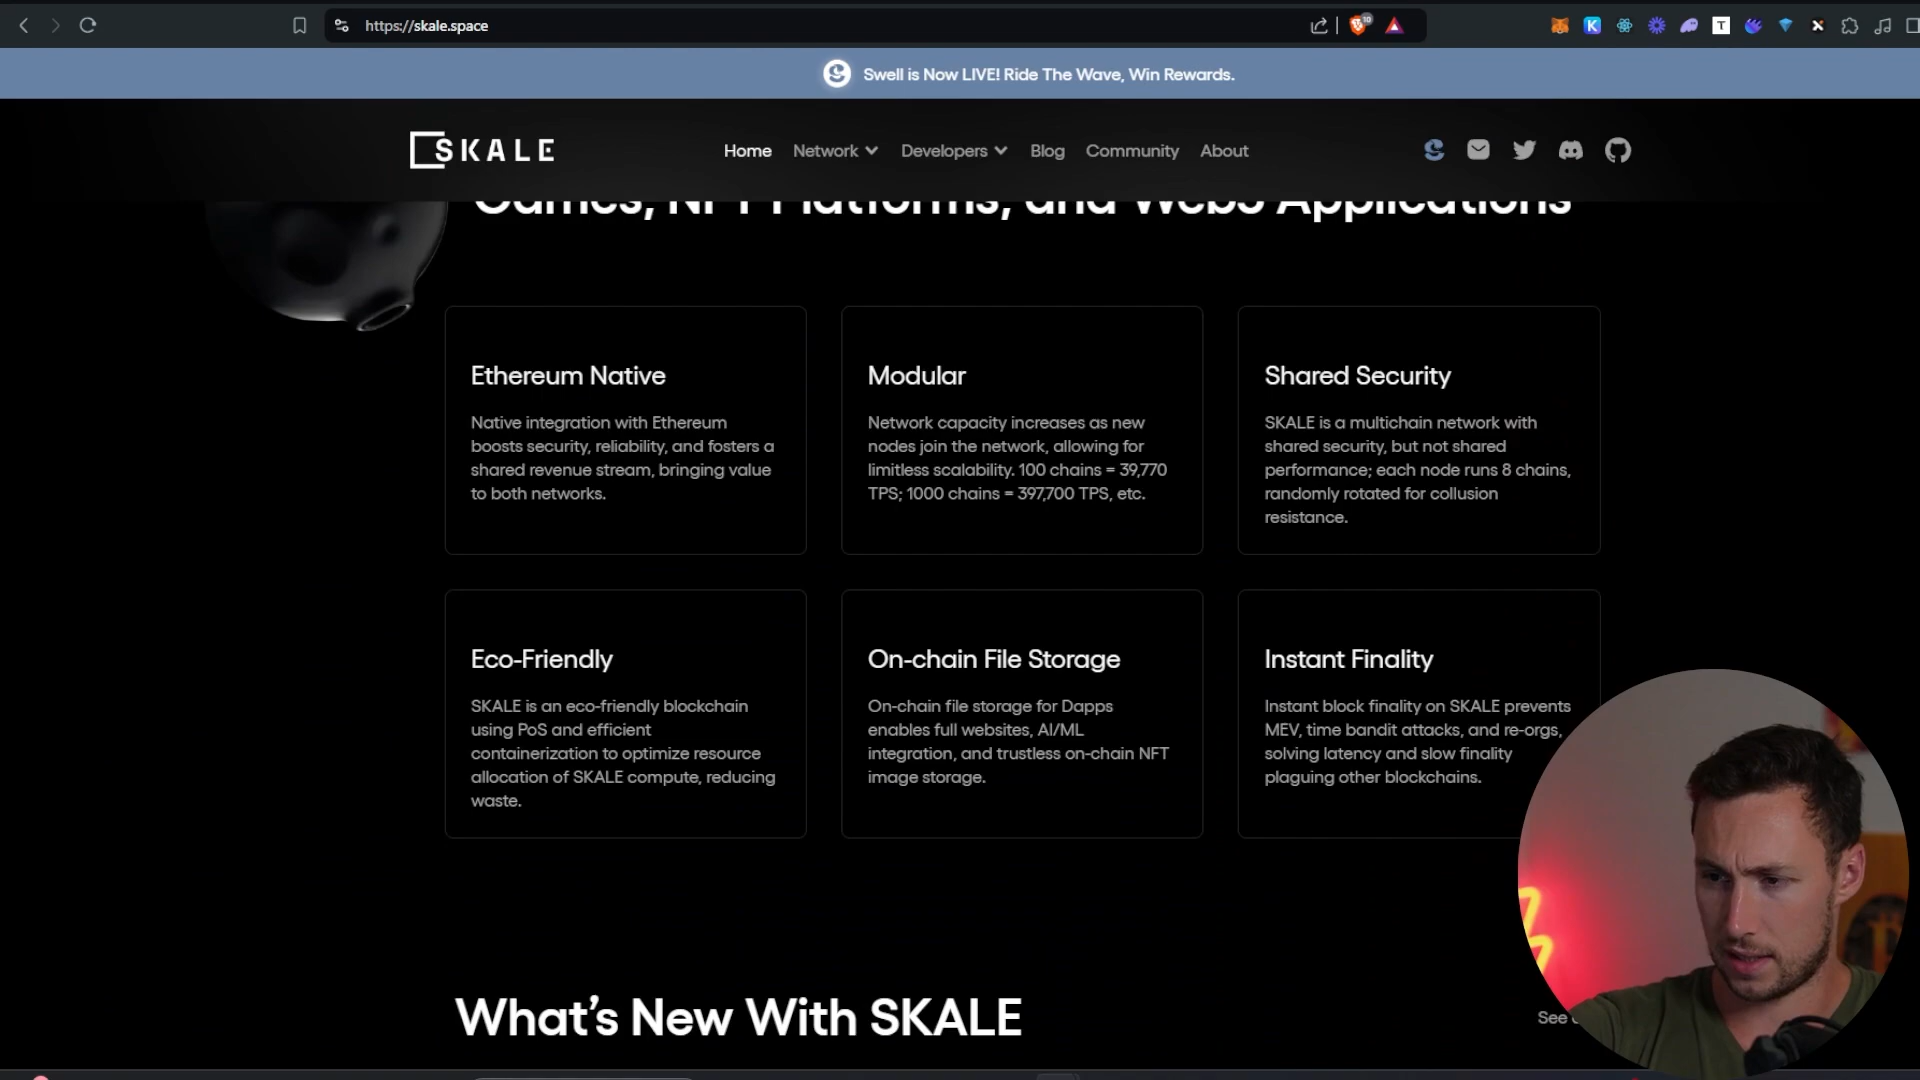 https://skale.space
10
Swell is Now LIVE! Ride The Wave, Win Rewards.
SKALE
Home Network Developers Blog Community About
Games, NFT Platforms, and Web3 Applications
Ethereum Native
Native integration with Ethereum
boosts security, reliability, and fosters a
shared revenue stream, bringing value
to both networks.
Modular
Network capacity increases as new
nodes join the network, allowing for
limitless scalability. 100 chains = 39,770
TPS; 1000 chains = 397,700 TPS, etc.
Shared Security
SKALE is a multichain network with
shared security, but not shared
performance; each node runs 8 chains,
randomly rotated for collusion
resistance.
Eco-Friendly
SKALE is an eco-friendly blockchain
using PoS and efficient
containerization to optimize resource
allocation of SKALE compute, reducing
waste.
On-chain File Storage
On-chain file storage for Dapps
enables full websites, AI/ML
integration, and trustless on-chain NFT
image storage.
Instant Finality
Instant block finality on SKALE prevents
MEV, time bandit attacks, and re-orgs,
solving latency and slow finality
plaguing other blockchains.
What's New With SKALE
See